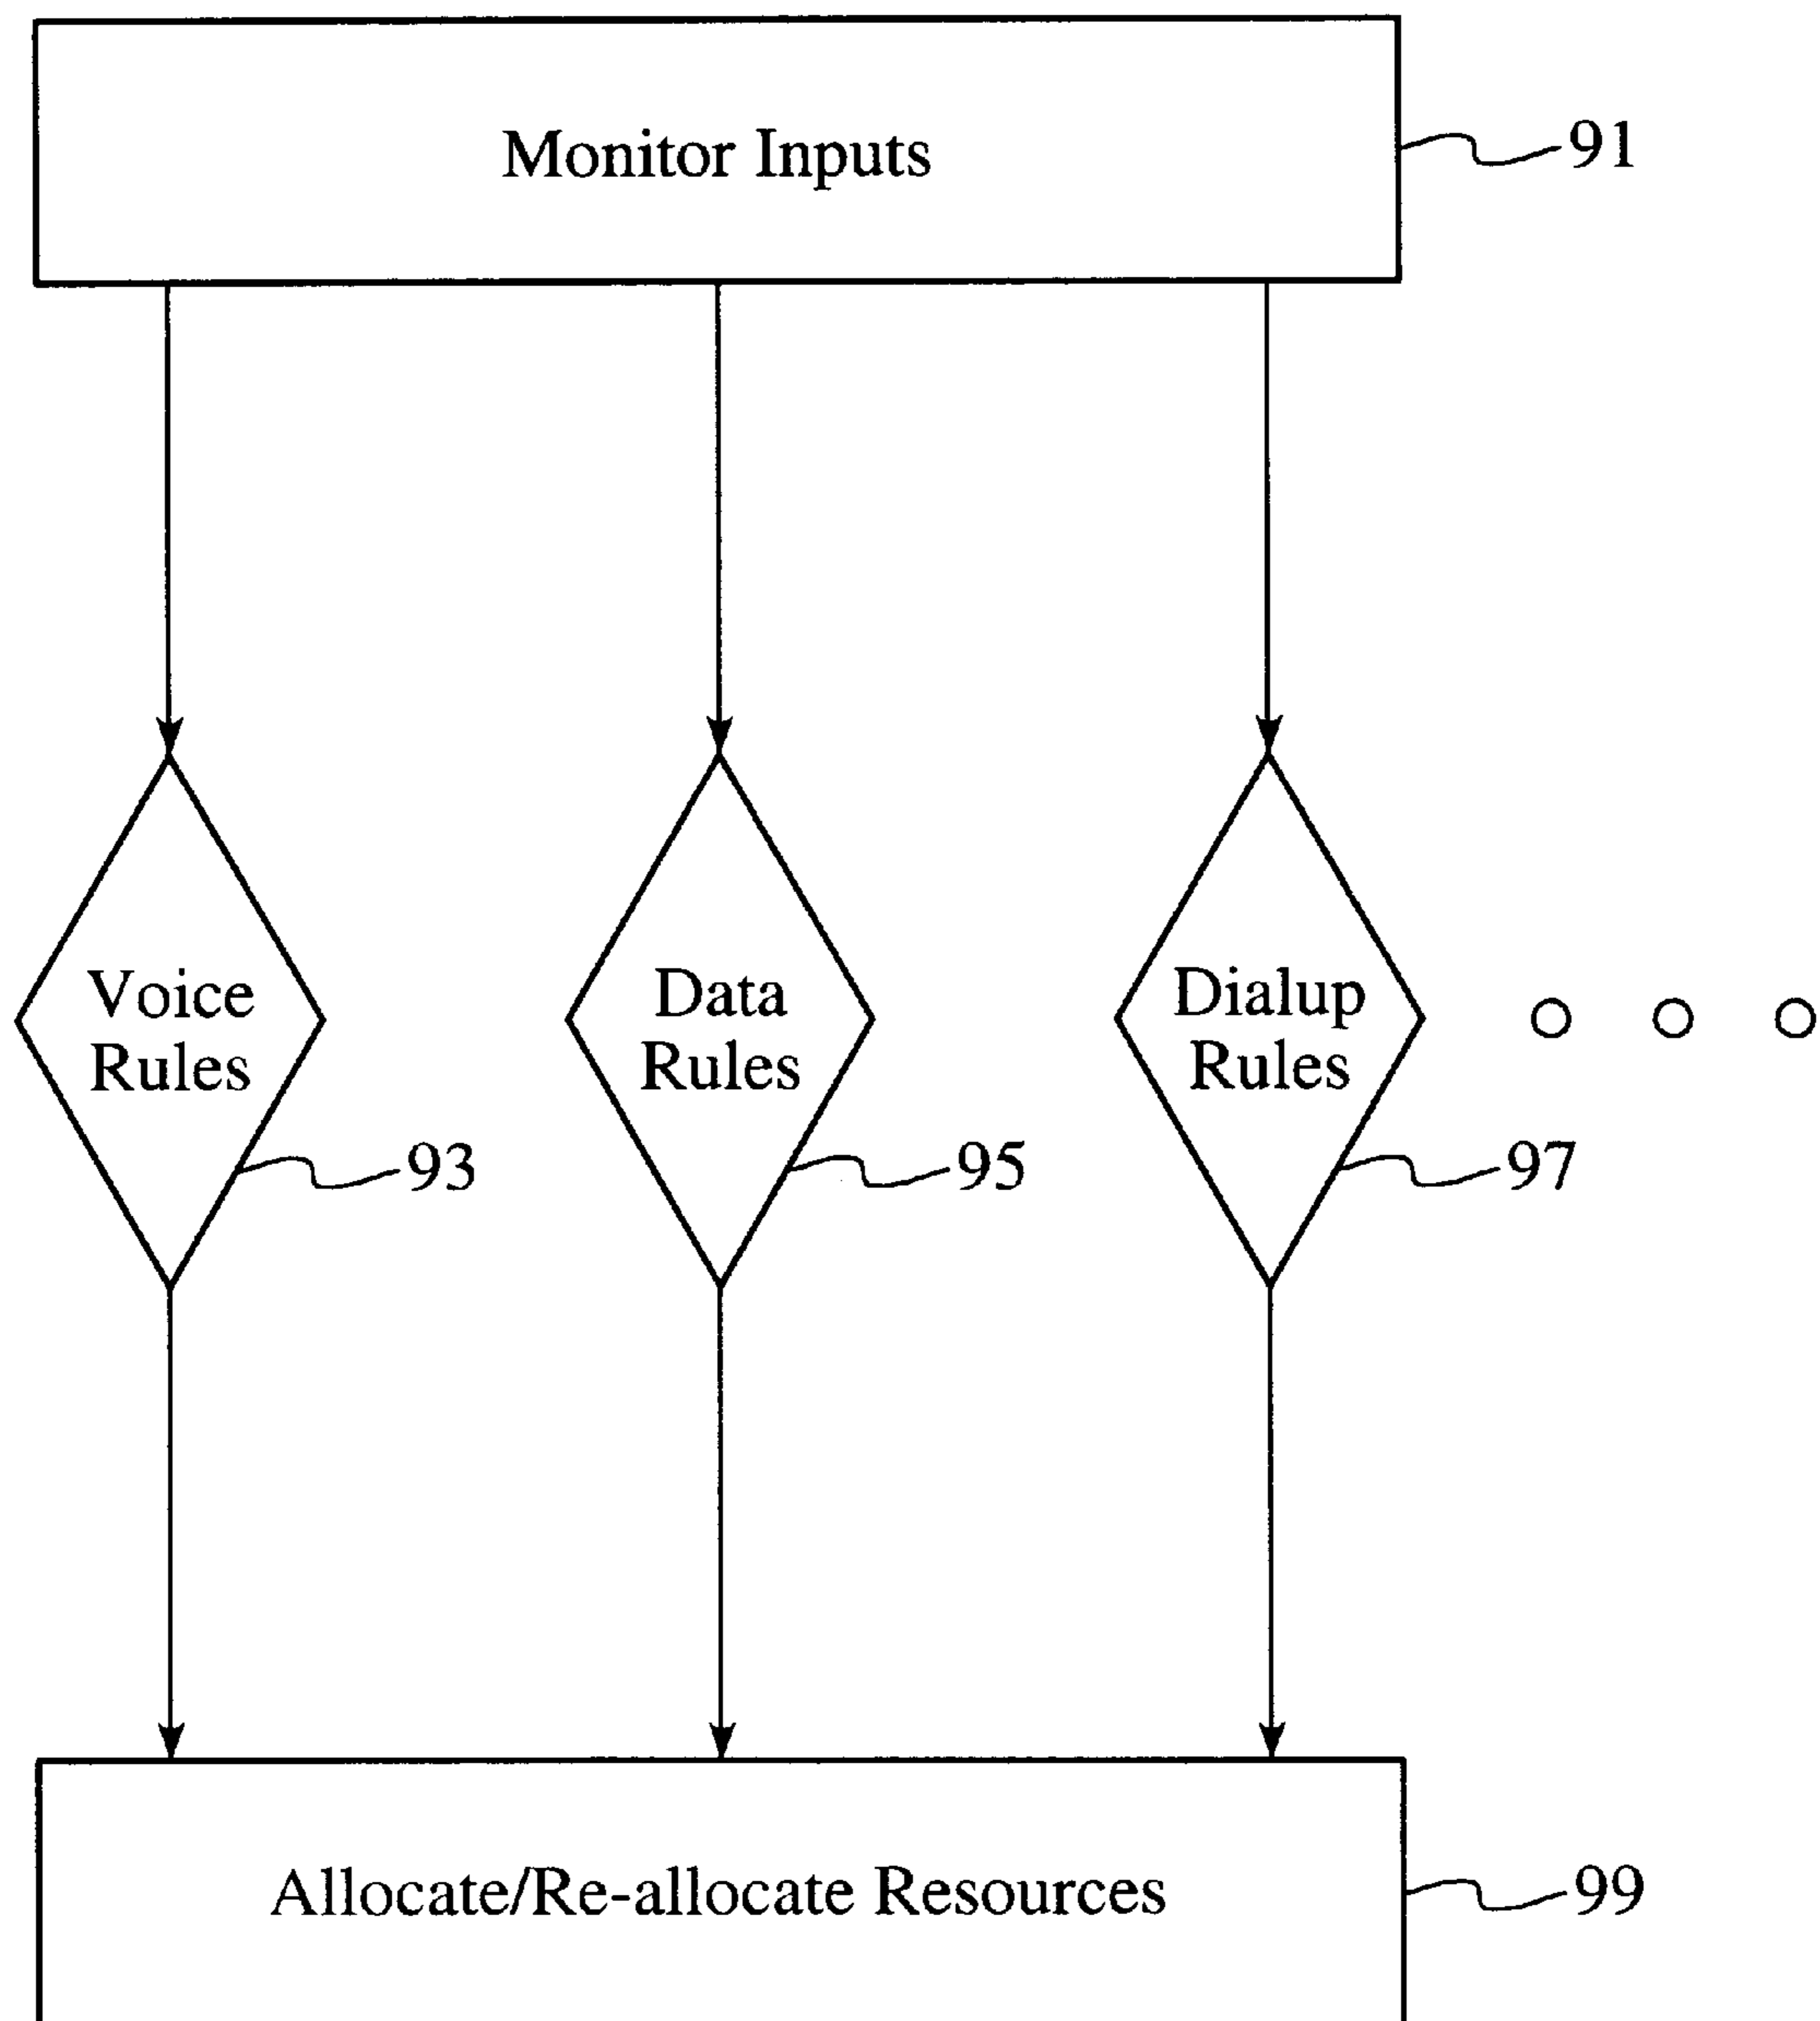 Monitor Inputs
91
Voice
Rules
93
Data
Rules
95
Dialup
Rules
97
Allocate/Re-allocate Resources
99